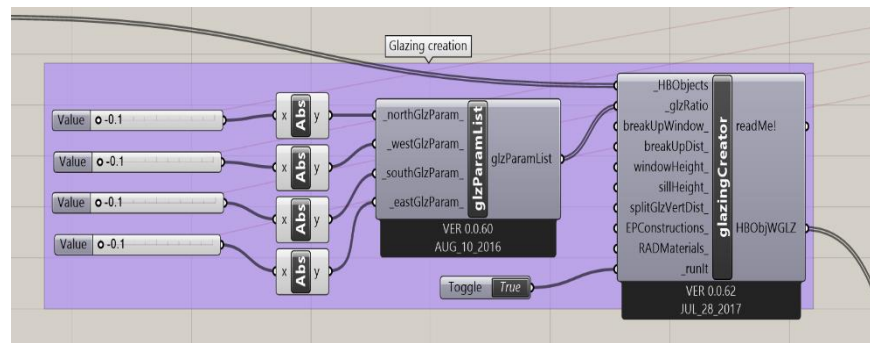 Glazing creation
Value -0.1
Value -0.1
Value -0.1
Value -0.1
x Abs y
x Abs y
x Abs y
x Abs y
_northGlzParam_
_westGlzParam_
_southGlzParam_
_eastGlzParam_
glzParamList
glzParamList
VER 0.0.60
AUG_10_2016
Toggle True
_HBObjects
_glzRatio
breakUpWindow_
breakUpDist_
windowHeight_
sillHeight_
splitGlzVertDist_
EPConstructions_
RADMaterials_
_runIt
glazingCreator
readMe!
HBObjWGLZ
VER 0.0.62
JUL_28_2017